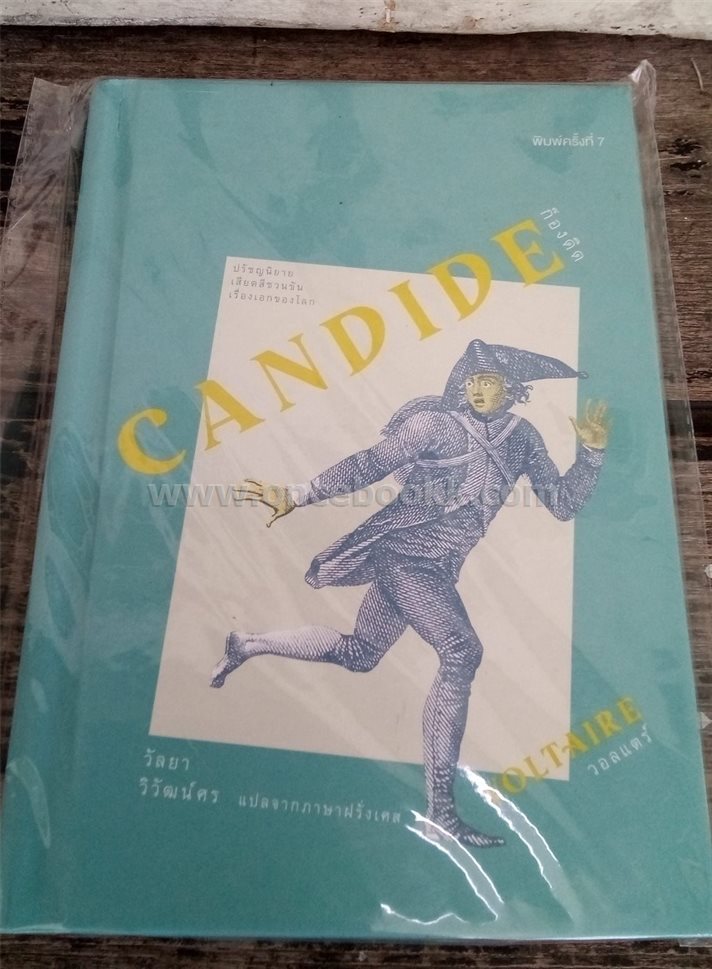 พิมพ์ครั้งที่ 7
CANDIDE
ก็องดิด
ปรัชญนิยาย
เสียดสีชวนขัน
เรื่องเอกของโลก
www.oncebookk.com
VOLTAIRE
วอลแตร์
วัลยา
วิวัฒน์ศร แปลจากภาษาฝรั่งเศส